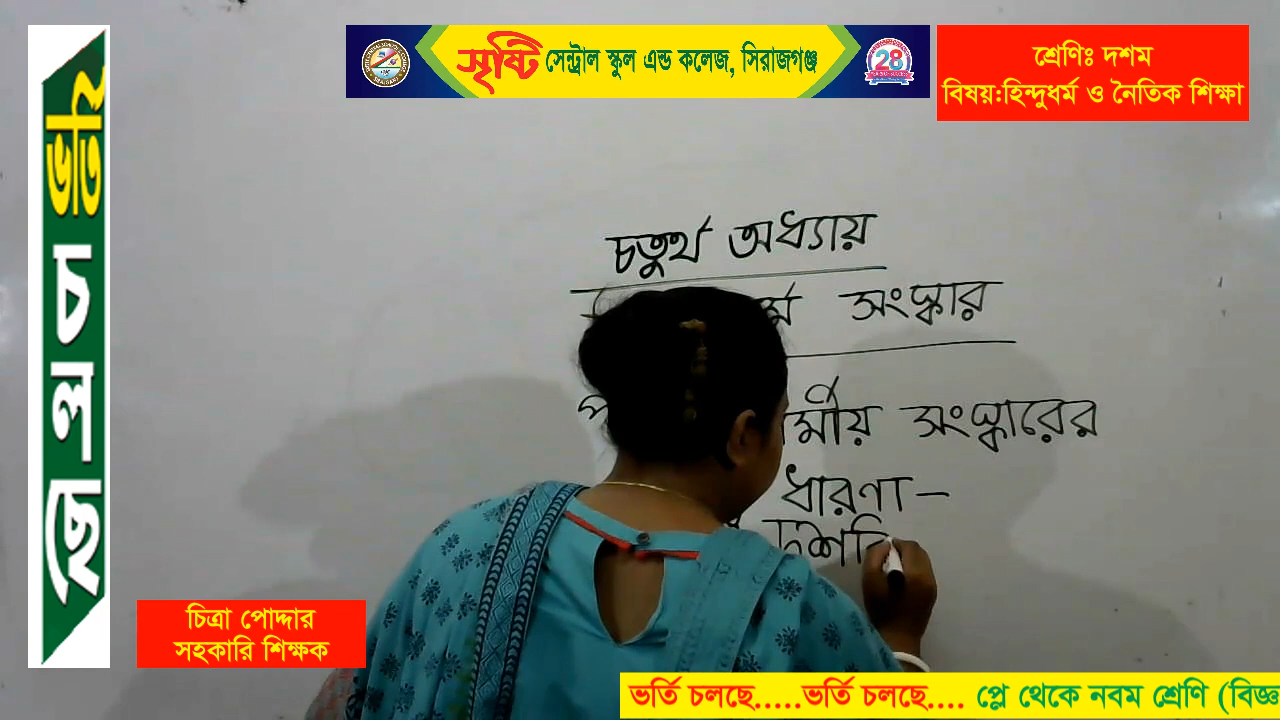 ভর্তি চলছে
সৃষ্টি সেন্ট্রাল স্কুল এন্ড কলেজ, সিরাজগঞ্জ
28
শ্রেণিঃ দশম
বিষয়:হিন্দুধর্ম ও নৈতিক শিক্ষা
চতুর্থ অধ্যায়
সংস্কার
সংস্কারের
ধারণা-
চিত্রা পোদ্দার
সহকারি শিক্ষক
ভর্তি চলছে.....ভর্তি চলছে.... প্লে থেকে নবম শ্রেণি